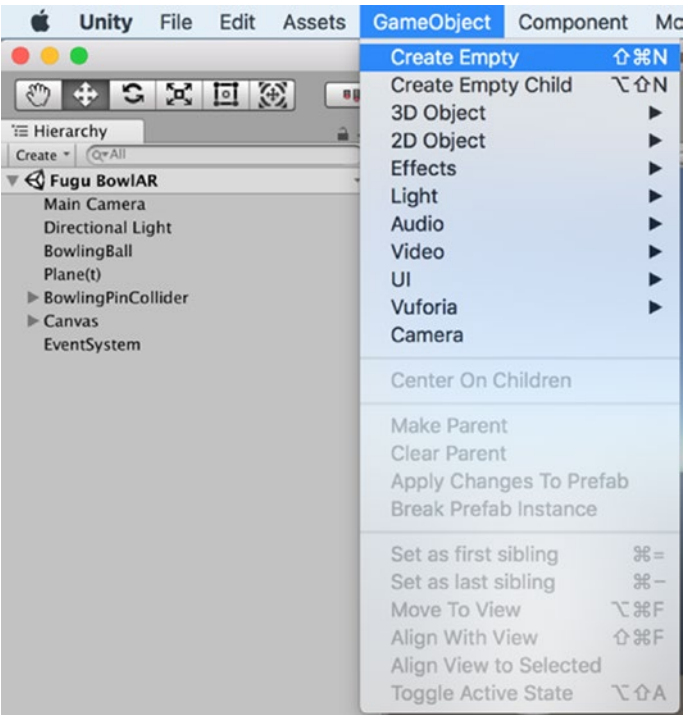 Unity File Edit Assets GameObject Component
Hierarchy
Create All
Fugu BowlAR
Main Camera
Directional Light
BowlingBall
Plane(t)
BowlingPinCollider
Canvas
EventSystem
Create Empty ⇧⌘N
Create Empty Child ⌥⇧N
3D Object
2D Object
Effects
Light
Audio
Video
UI
Vuforia
Camera
Center On Children
Make Parent
Clear Parent
Apply Changes To Prefab
Break Prefab Instance
Set as first sibling ⌘=
Set as last sibling ⌘-
Move To View ⌥⌘F
Align With View ⇧⌘F
Align View to Selected
Toggle Active State ⌥⇧A